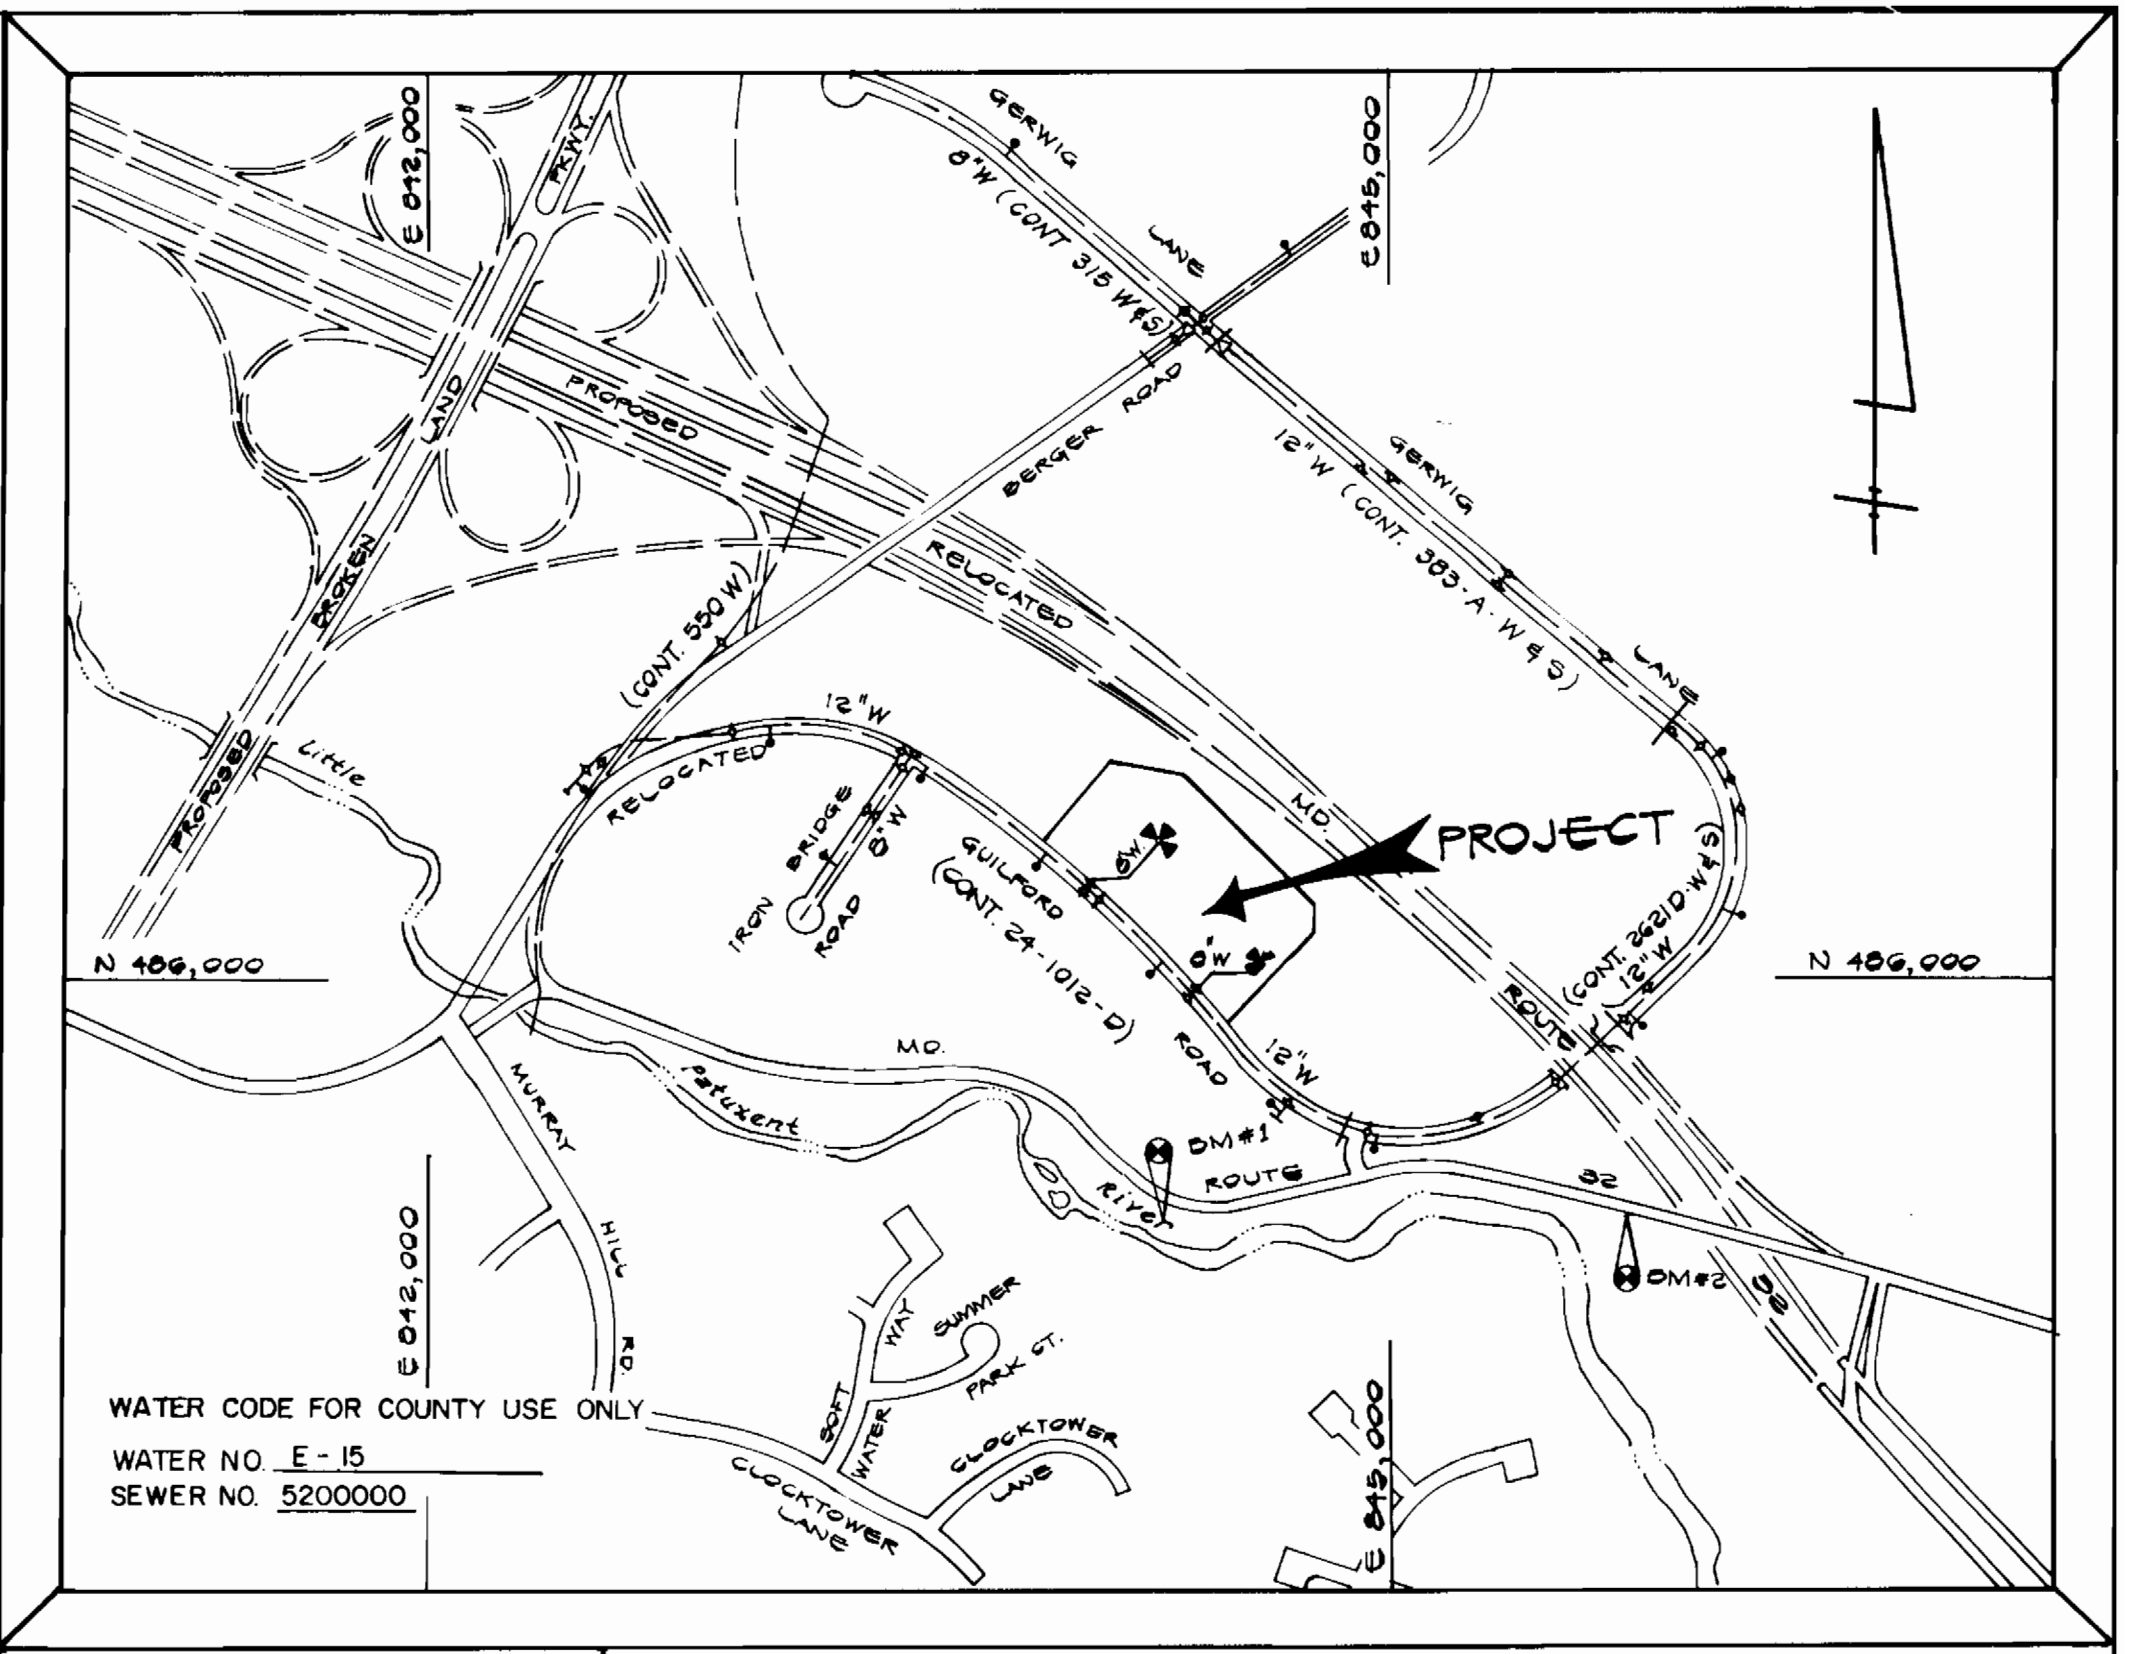 E 842,000
PKWY.
GERWIG
LANE
8"W (CONT 315 W&S)
E 845,000
PROPOSED
LAND
BROKEN
PROPOSED
BERGER ROAD
12"W (CONT. 383-A-W&S)
GERWIG
LANE
RELOCATED
(CONT. 550 W)
Little
12"W
RELOCATED
IRON BRIDGE ROAD
8"W
GUILFORD
(CONT. 24-1012-D)
ROAD
MD.
PROJECT
8"W
(CONT. 2621D-W&S)
12"W
N 486,000
N 486,000
ROUTE
12"W
MD.
MURRAY
HILL
RD.
Patuxent
River
BM#1
ROUTE
32
BM#2
32
E 842,000
SOFT
WATER
WAY
SUMMER
PARK CT.
CLOCKTOWER
LANE
CLOCKTOWER
LANE
E 845,000
WATER CODE FOR COUNTY USE ONLY
WATER NO. E-15
SEWER NO. 5200000